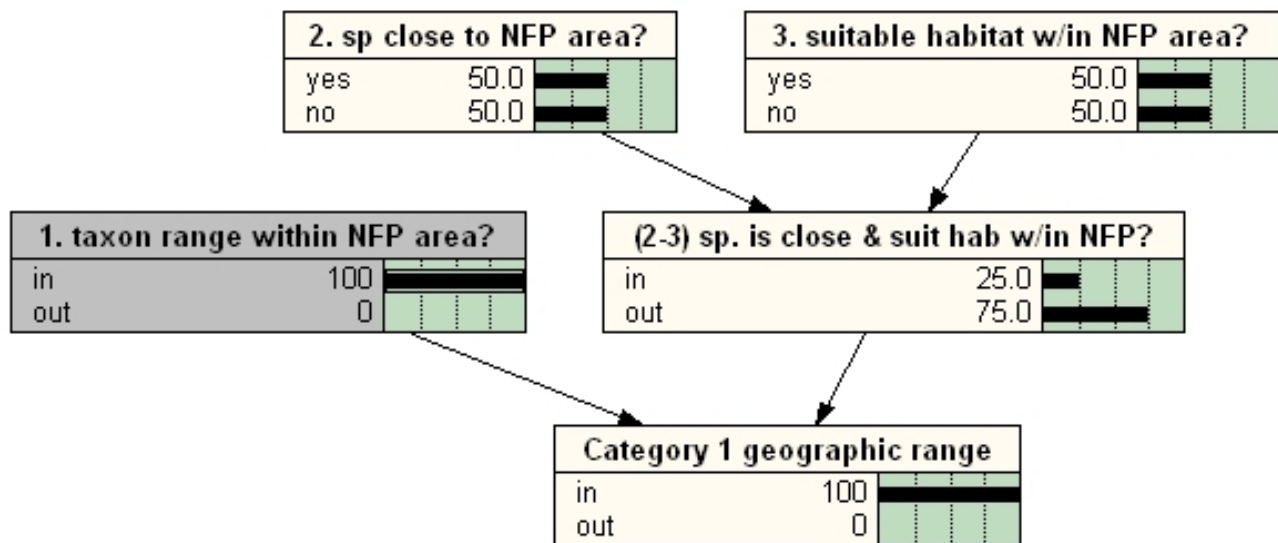 2. sp close to NFP area?
yes 50.0
no 50.0
3. suitable habitat w/in NFP area?
yes 50.0
no 50.0
1. taxon range within NFP area?
in 100
out 0
(2-3) sp. is close & suit hab w/in NFP?
in 25.0
out 75.0
Category 1 geographic range
in 100
out 0